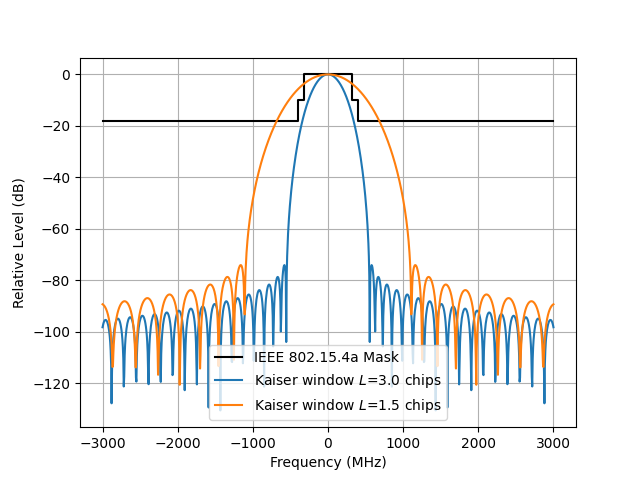 0
−20
−40
−60
−80
−100
−120
Relative Level (dB)
IEEE 802.15.4a Mask
Kaiser window L=3.0 chips
Kaiser window L=1.5 chips
−3000 −2000 −1000 0 1000 2000 3000
Frequency (MHz)